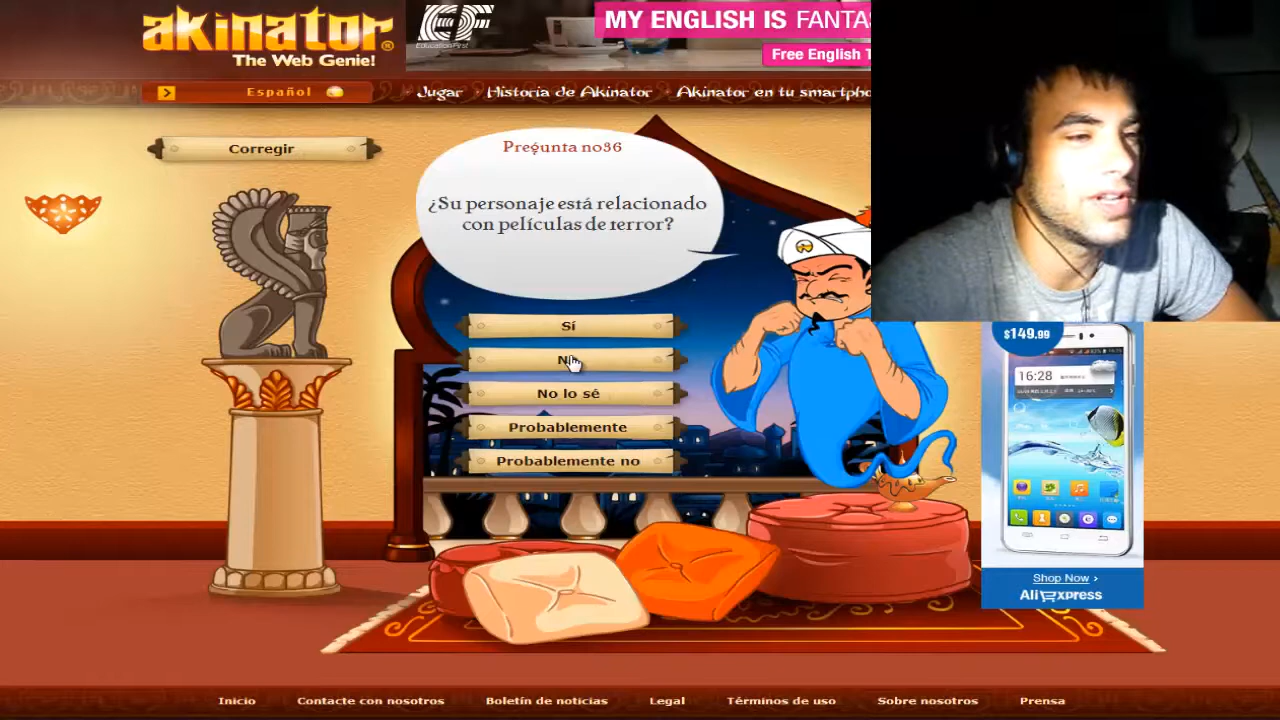 akinator®
The Web Genie!
EF
Education First
MY ENGLISH IS FANTAS
Free English T
Español
Jugar
Historia de Akinator
Akinator en tu smartpho
Corregir
Pregunta no36
¿Su personaje está relacionado
con películas de terror?
Sí
No lo sé
Probablemente
Probablemente no
$149.99
16:28
Shop Now ›
AliExpress
Inicio
Contacte con nosotros
Boletín de noticias
Legal
Términos de uso
Sobre nosotros
Prensa